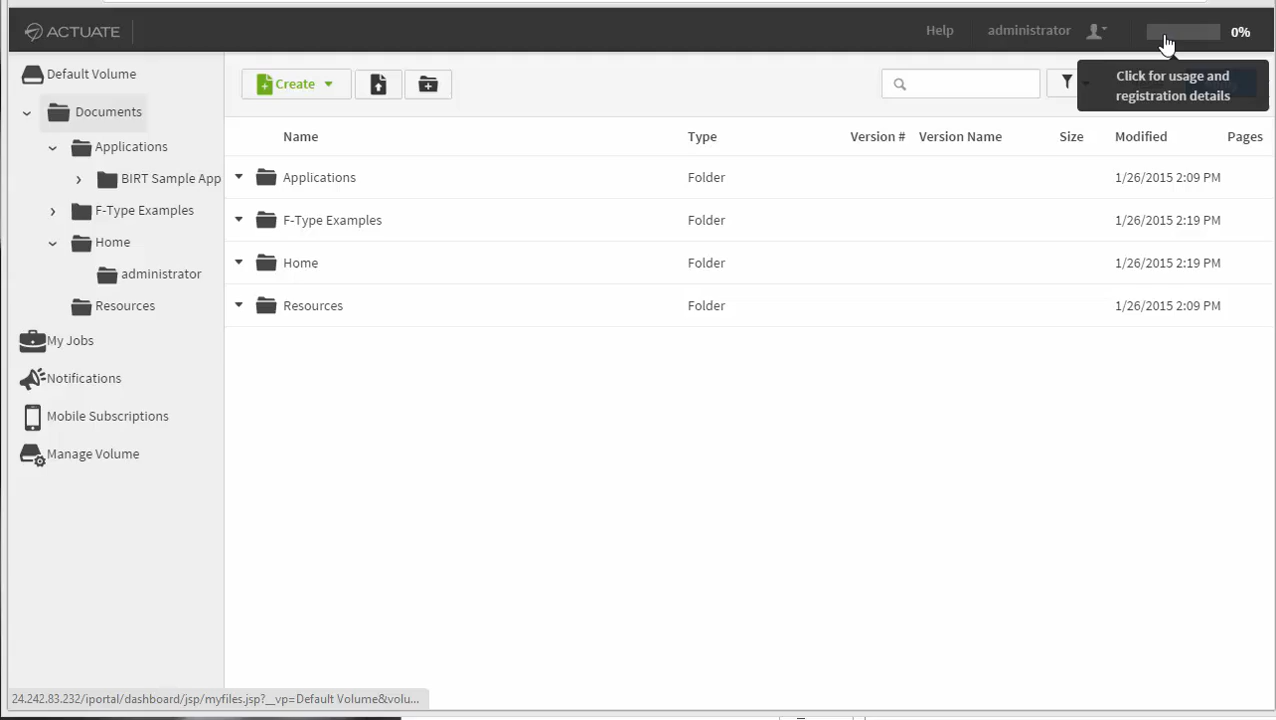 ACTUATE
Help
administrator
0%
Click for usage and
registration details
Default Volume
Documents
Applications
BIRT Sample App
F-Type Examples
Home
administrator
Resources
My Jobs
Notifications
Mobile Subscriptions
Manage Volume
Create
Name Type Version # Version Name Size Modified Pages
Applications Folder 1/26/2015 2:09 PM
F-Type Examples Folder 1/26/2015 2:19 PM
Home Folder 1/26/2015 2:19 PM
Resources Folder 1/26/2015 2:09 PM
24.242.83.232/iportal/dashboard/jsp/myfiles.jsp?__vp=Default Volume&volu...